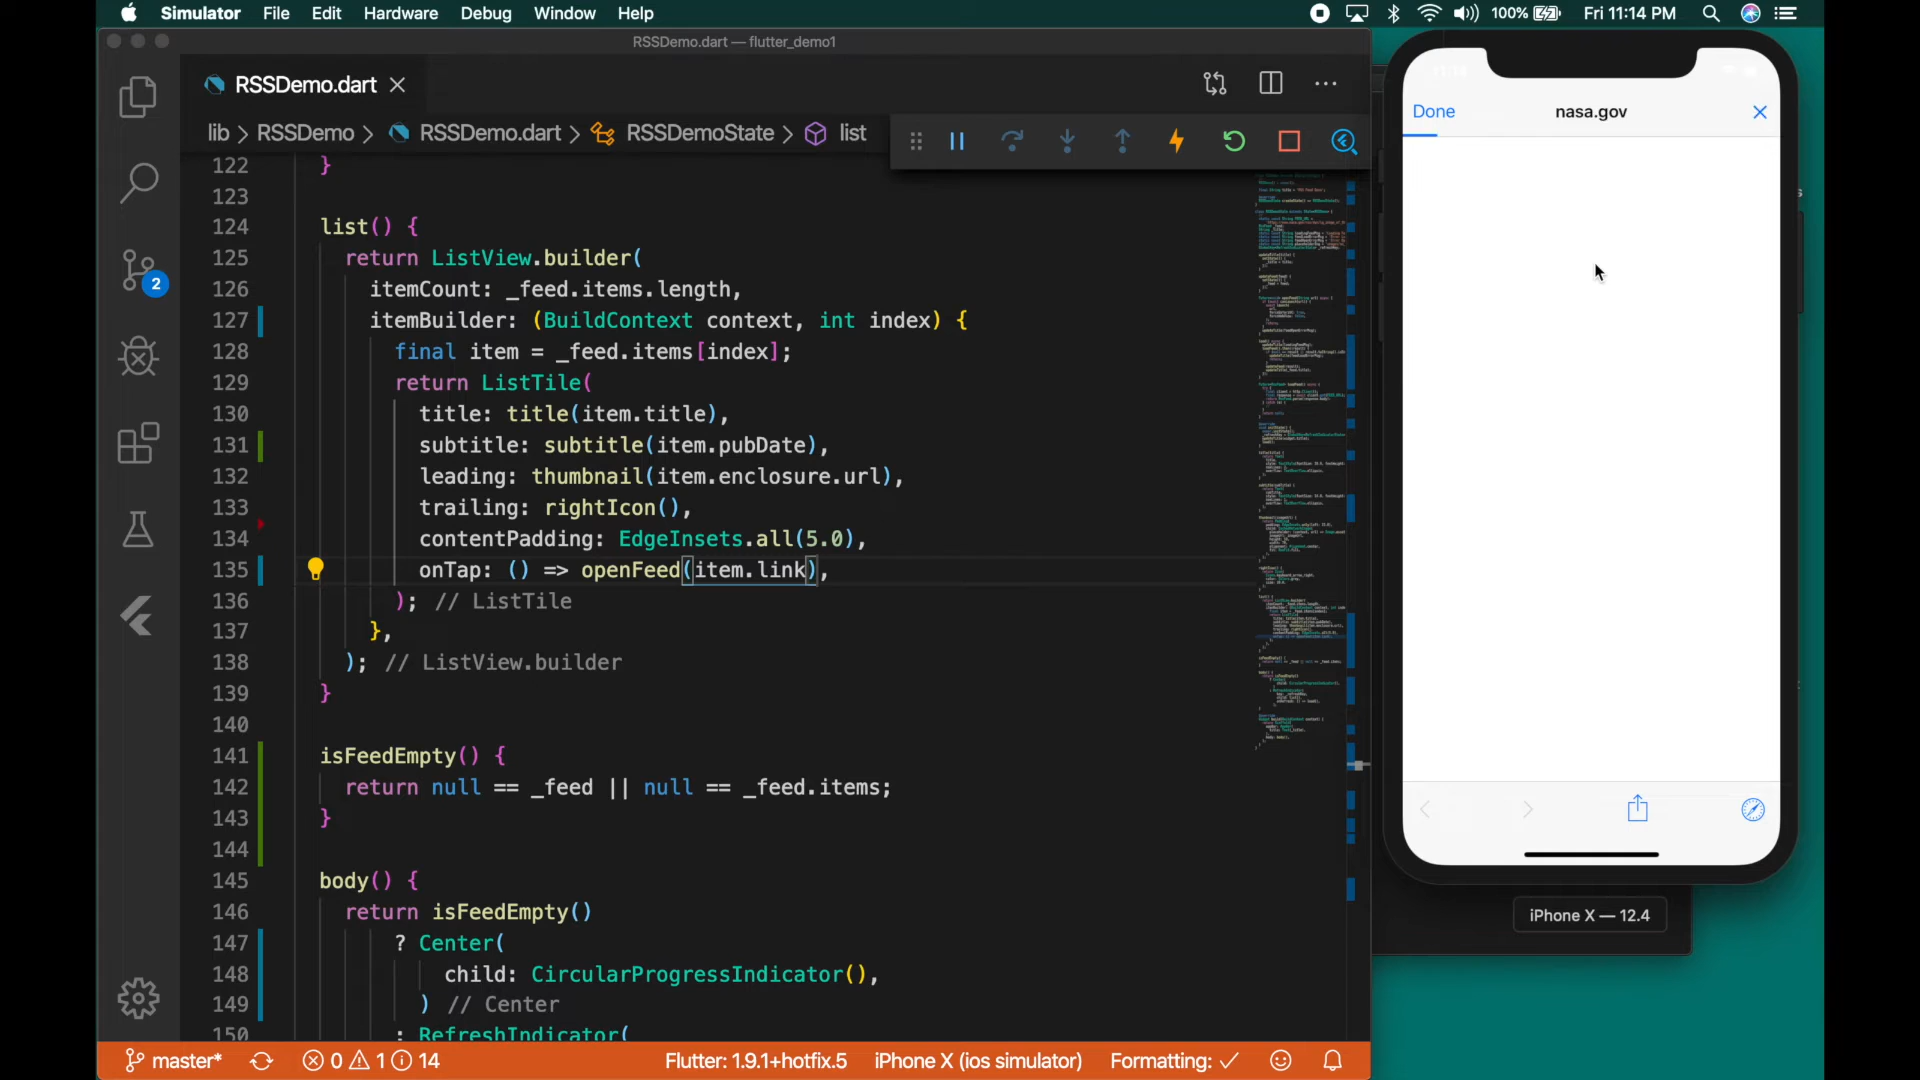 Simulator File Edit Hardware Debug Window Help 100% Fri 11:14 PM
RSSDemo.dart — flutter_demo1
RSSDemo.dart
lib > RSSDemo > RSSDemo.dart > RSSDemoState > list
122 }
123
124 list() {
125 return ListView.builder(
126 itemCount: _feed.items.length,
127 itemBuilder: (BuildContext context, int index) {
128 final item = _feed.items[index];
129 return ListTile(
130 title: title(item.title),
131 subtitle: subtitle(item.pubDate),
132 leading: thumbnail(item.enclosure.url),
133 trailing: rightIcon(),
134 contentPadding: EdgeInsets.all(5.0),
135 onTap: () => openFeed(item.link),
136 ); // ListTile
137 },
138 ); // ListView.builder
139 }
140
141 isFeedEmpty() {
142 return null == _feed || null == _feed.items;
143 }
144
145 body() {
146 return isFeedEmpty()
147 ? Center(
148 child: CircularProgressIndicator(),
149 ) // Center
150 : RefreshIndicator(
2
master* 0 1 14 Flutter: 1.9.1+hotfix.5 iPhone X (ios simulator) Formatting: ✓
Done nasa.gov
iPhone X — 12.4